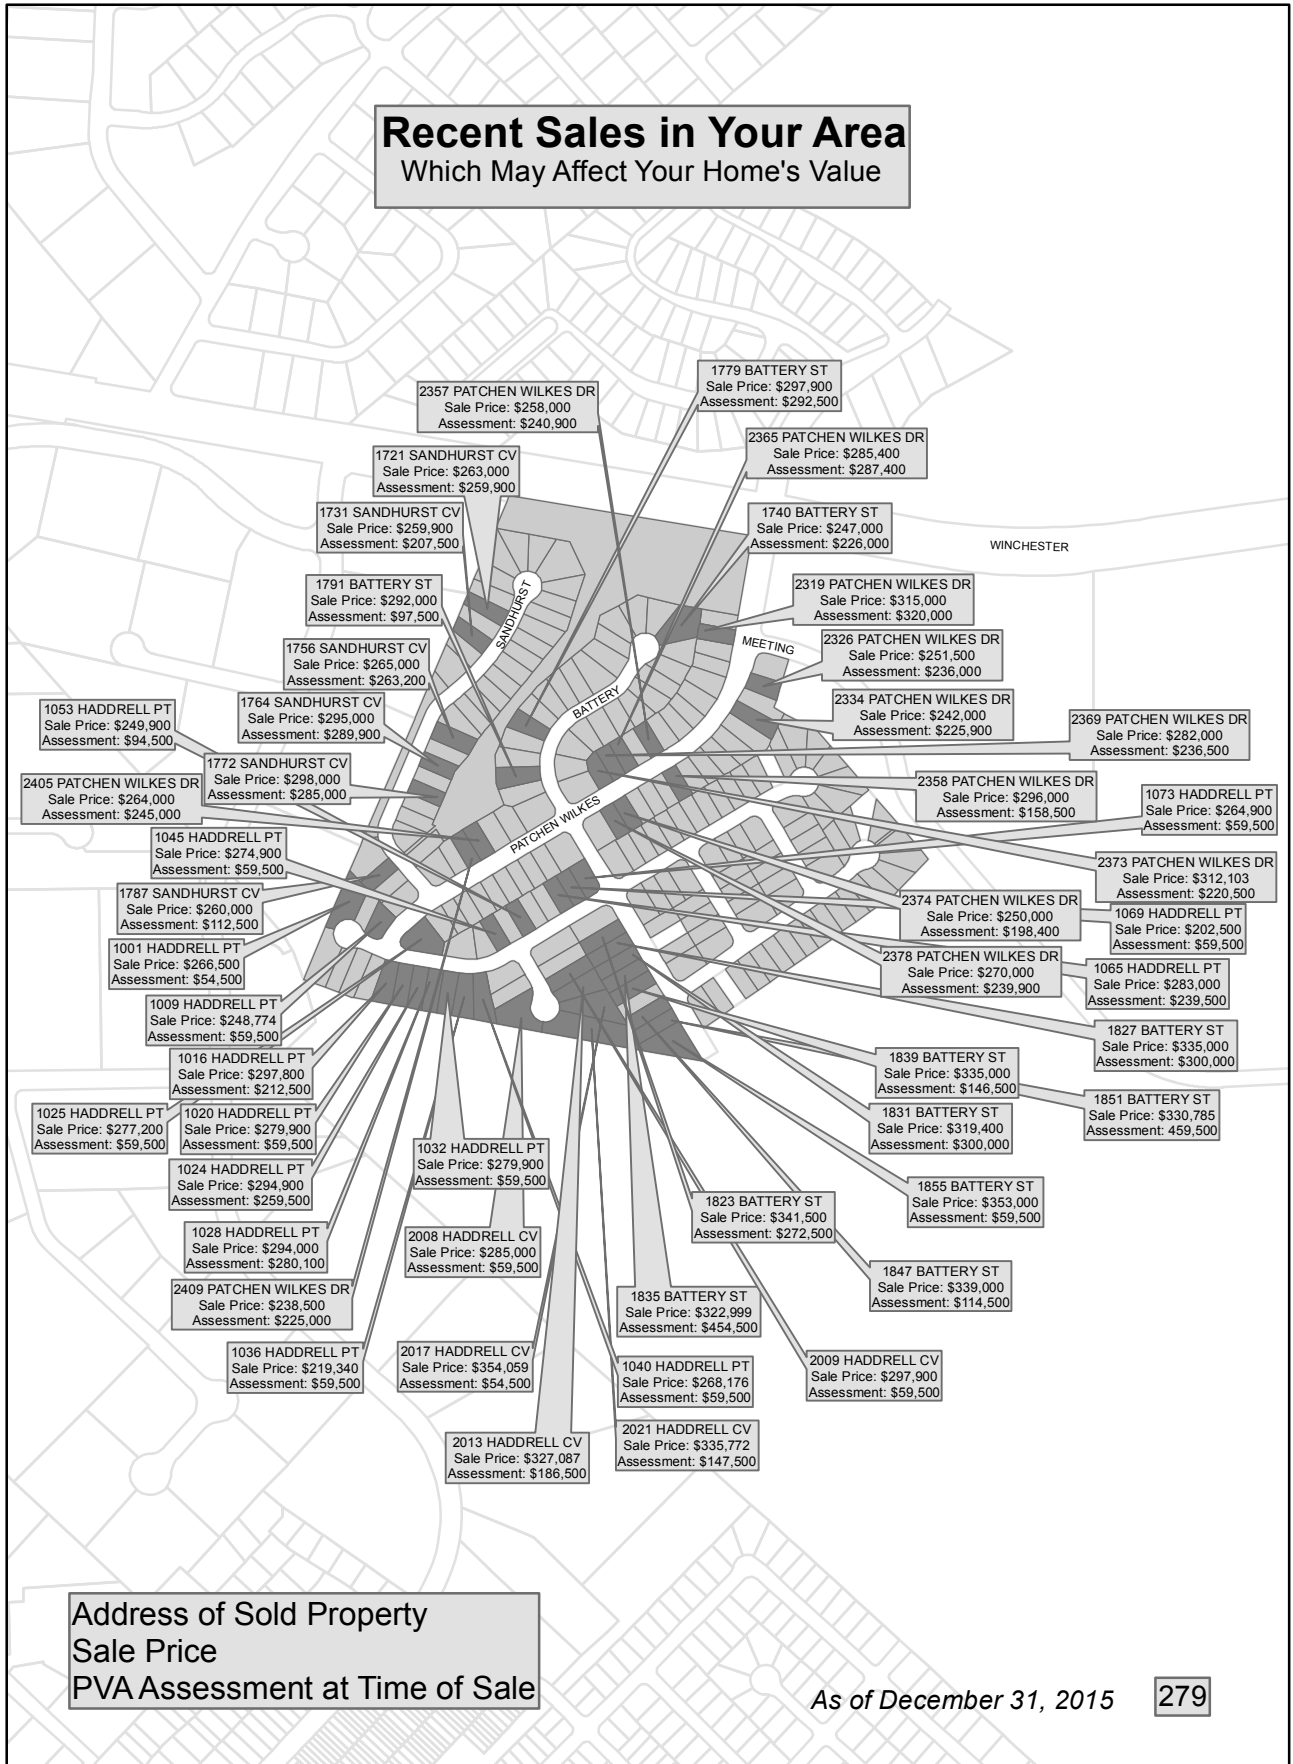 Recent Sales in Your Area
Which May Affect Your Home's Value
1779 BATTERY ST
Sale Price: $297,900
Assessment: $292,500
2357 PATCHEN WILKES DR
Sale Price: $258,000
Assessment: $240,900
2365 PATCHEN WILKES DR
Sale Price: $285,400
Assessment: $287,400
1721 SANDHURST CV
Sale Price: $263,000
Assessment: $259,900
1731 SANDHURST CV
Sale Price: $259,900
Assessment: $207,500
1740 BATTERY ST
Sale Price: $247,000
Assessment: $226,000
WINCHESTER
1791 BATTERY ST
Sale Price: $292,000
Assessment: $97,500
SANDHURST
2319 PATCHEN WILKES DR
Sale Price: $315,000
Assessment: $320,000
MEETING
2326 PATCHEN WILKES DR
Sale Price: $251,500
Assessment: $236,000
1756 SANDHURST CV
Sale Price: $265,000
Assessment: $263,200
BATTERY
1764 SANDHURST CV
Sale Price: $295,000
Assessment: $289,900
2334 PATCHEN WILKES DR
Sale Price: $242,000
Assessment: $225,900
1053 HADDRELL PT
Sale Price: $249,900
Assessment: $94,500
2369 PATCHEN WILKES DR
Sale Price: $282,000
Assessment: $236,500
1772 SANDHURST CV
Sale Price: $298,000
Assessment: $285,000
2405 PATCHEN WILKES DR
Sale Price: $264,000
Assessment: $245,000
2358 PATCHEN WILKES DR
Sale Price: $296,000
Assessment: $158,500
1073 HADDRELL PT
Sale Price: $264,900
Assessment: $59,500
PATCHEN WILKES
1045 HADDRELL PT
Sale Price: $274,900
Assessment: $59,500
2373 PATCHEN WILKES DR
Sale Price: $312,103
Assessment: $220,500
1787 SANDHURST CV
Sale Price: $260,000
Assessment: $112,500
2374 PATCHEN WILKES DR
Sale Price: $250,000
Assessment: $198,400
1069 HADDRELL PT
Sale Price: $202,500
Assessment: $59,500
1001 HADDRELL PT
Sale Price: $266,500
Assessment: $54,500
2378 PATCHEN WILKES DR
Sale Price: $270,000
Assessment: $239,900
1065 HADDRELL PT
Sale Price: $283,000
Assessment: $239,500
1009 HADDRELL PT
Sale Price: $248,774
Assessment: $59,500
1827 BATTERY ST
Sale Price: $335,000
Assessment: $300,000
1016 HADDRELL PT
Sale Price: $297,800
Assessment: $212,500
1839 BATTERY ST
Sale Price: $335,000
Assessment: $146,500
1851 BATTERY ST
Sale Price: $330,785
Assessment: 459,500
1025 HADDRELL PT
Sale Price: $277,200
Assessment: $59,500
1020 HADDRELL PT
Sale Price: $279,900
Assessment: $59,500
1831 BATTERY ST
Sale Price: $319,400
Assessment: $300,000
1032 HADDRELL PT
Sale Price: $279,900
Assessment: $59,500
1024 HADDRELL PT
Sale Price: $294,900
Assessment: $259,500
1855 BATTERY ST
Sale Price: $353,000
Assessment: $59,500
1823 BATTERY ST
Sale Price: $341,500
Assessment: $272,500
1028 HADDRELL PT
Sale Price: $294,000
Assessment: $280,100
2008 HADDRELL CV
Sale Price: $285,000
Assessment: $59,500
1847 BATTERY ST
Sale Price: $339,000
Assessment: $114,500
2409 PATCHEN WILKES DR
Sale Price: $238,500
Assessment: $225,000
1835 BATTERY ST
Sale Price: $322,999
Assessment: $454,500
1036 HADDRELL PT
Sale Price: $219,340
Assessment: $59,500
2017 HADDRELL CV
Sale Price: $354,059
Assessment: $54,500
1040 HADDRELL PT
Sale Price: $268,176
Assessment: $59,500
2009 HADDRELL CV
Sale Price: $297,900
Assessment: $59,500
2013 HADDRELL CV
Sale Price: $327,087
Assessment: $186,500
2021 HADDRELL CV
Sale Price: $335,772
Assessment: $147,500
Address of Sold Property
Sale Price
PVA Assessment at Time of Sale
As of December 31, 2015
279